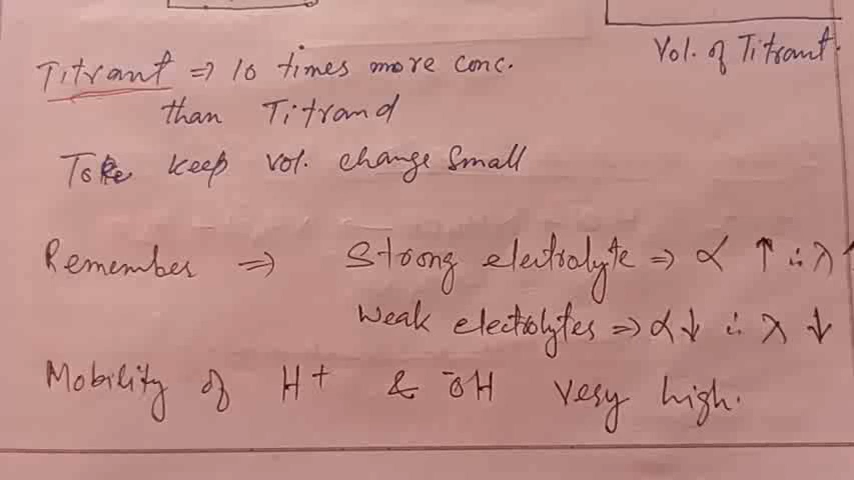 Vol. of Titrant.
Titrant ⇒ 10 times more conc.
than Titrand
To keep vol. change small
Remember ⇒ Strong electrolyte ⇒ α ↑ ∴ λ
Weak electrolytes ⇒ α ↓ ∴ λ ↓
Mobility of H+ & -OH very high.